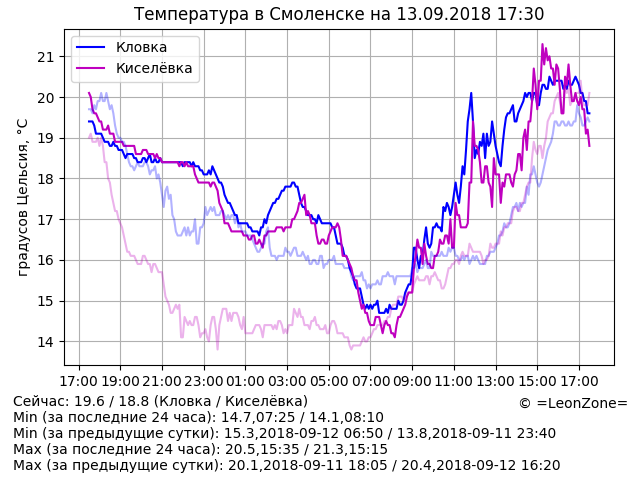 Температура в Смоленске на 13.09.2018 17:30
Кловка
Киселёвка
градусов Цельсия, °C
21
20
19
18
17
16
15
14
17:00 19:00 21:00 23:00 01:00 03:00 05:00 07:00 09:00 11:00 13:00 15:00 17:00
Сейчас: 19.6 / 18.8 (Кловка / Киселёвка)
© =LeonZone=
Min (за последние 24 часа): 14.7,07:25 / 14.1,08:10
Min (за предыдущие сутки): 15.3,2018-09-12 06:50 / 13.8,2018-09-11 23:40
Max (за последние 24 часа): 20.5,15:35 / 21.3,15:15
Max (за предыдущие сутки): 20.1,2018-09-11 18:05 / 20.4,2018-09-12 16:20